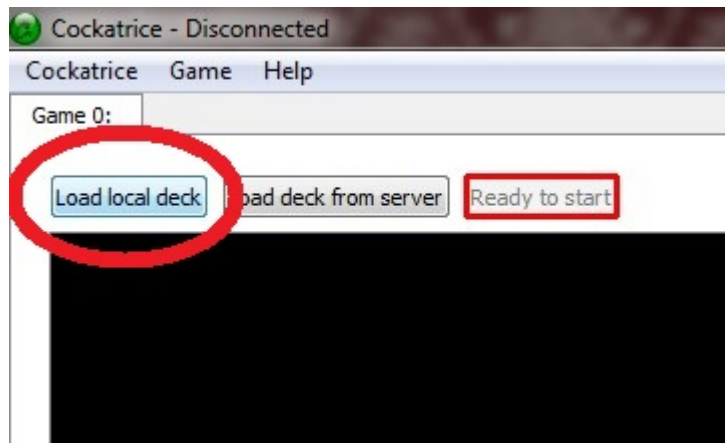 Cockatrice - Disconnected
Cockatrice Game Help
Game 0:
Load local deck oad deck from server Ready to start